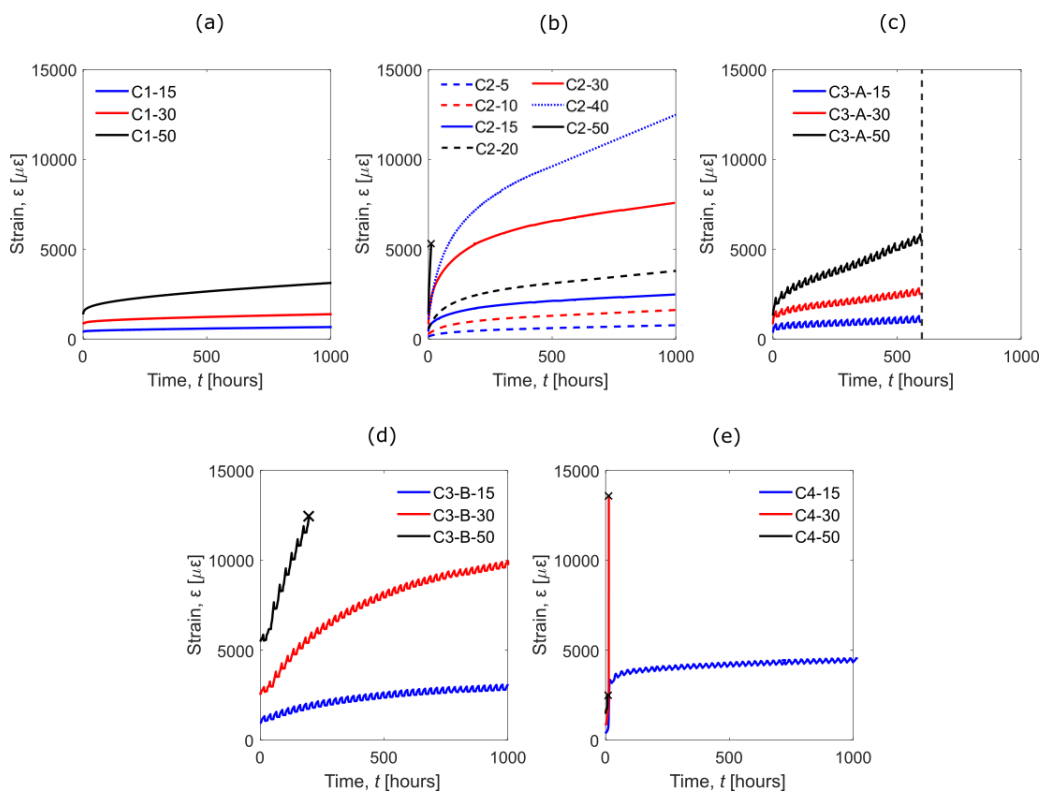 (a)
(b)
(c)
15000
10000
5000
0
Strain, ε [με]
C1-15
C1-30
C1-50
0 500 1000
Time, t [hours]
15000
10000
5000
0
Strain, ε [με]
C2-5 C2-30
C2-10 C2-40
C2-15 C2-50
C2-20
0 500 1000
Time, t [hours]
15000
10000
5000
0
Strain, ε [με]
C3-A-15
C3-A-30
C3-A-50
0 500 1000
Time, t [hours]
(d)
(e)
15000
10000
5000
0
Strain, ε [με]
C3-B-15
C3-B-30
C3-B-50
0 500 1000
Time, t [hours]
15000
10000
5000
0
Strain, ε [με]
C4-15
C4-30
C4-50
0 500 1000
Time, t [hours]